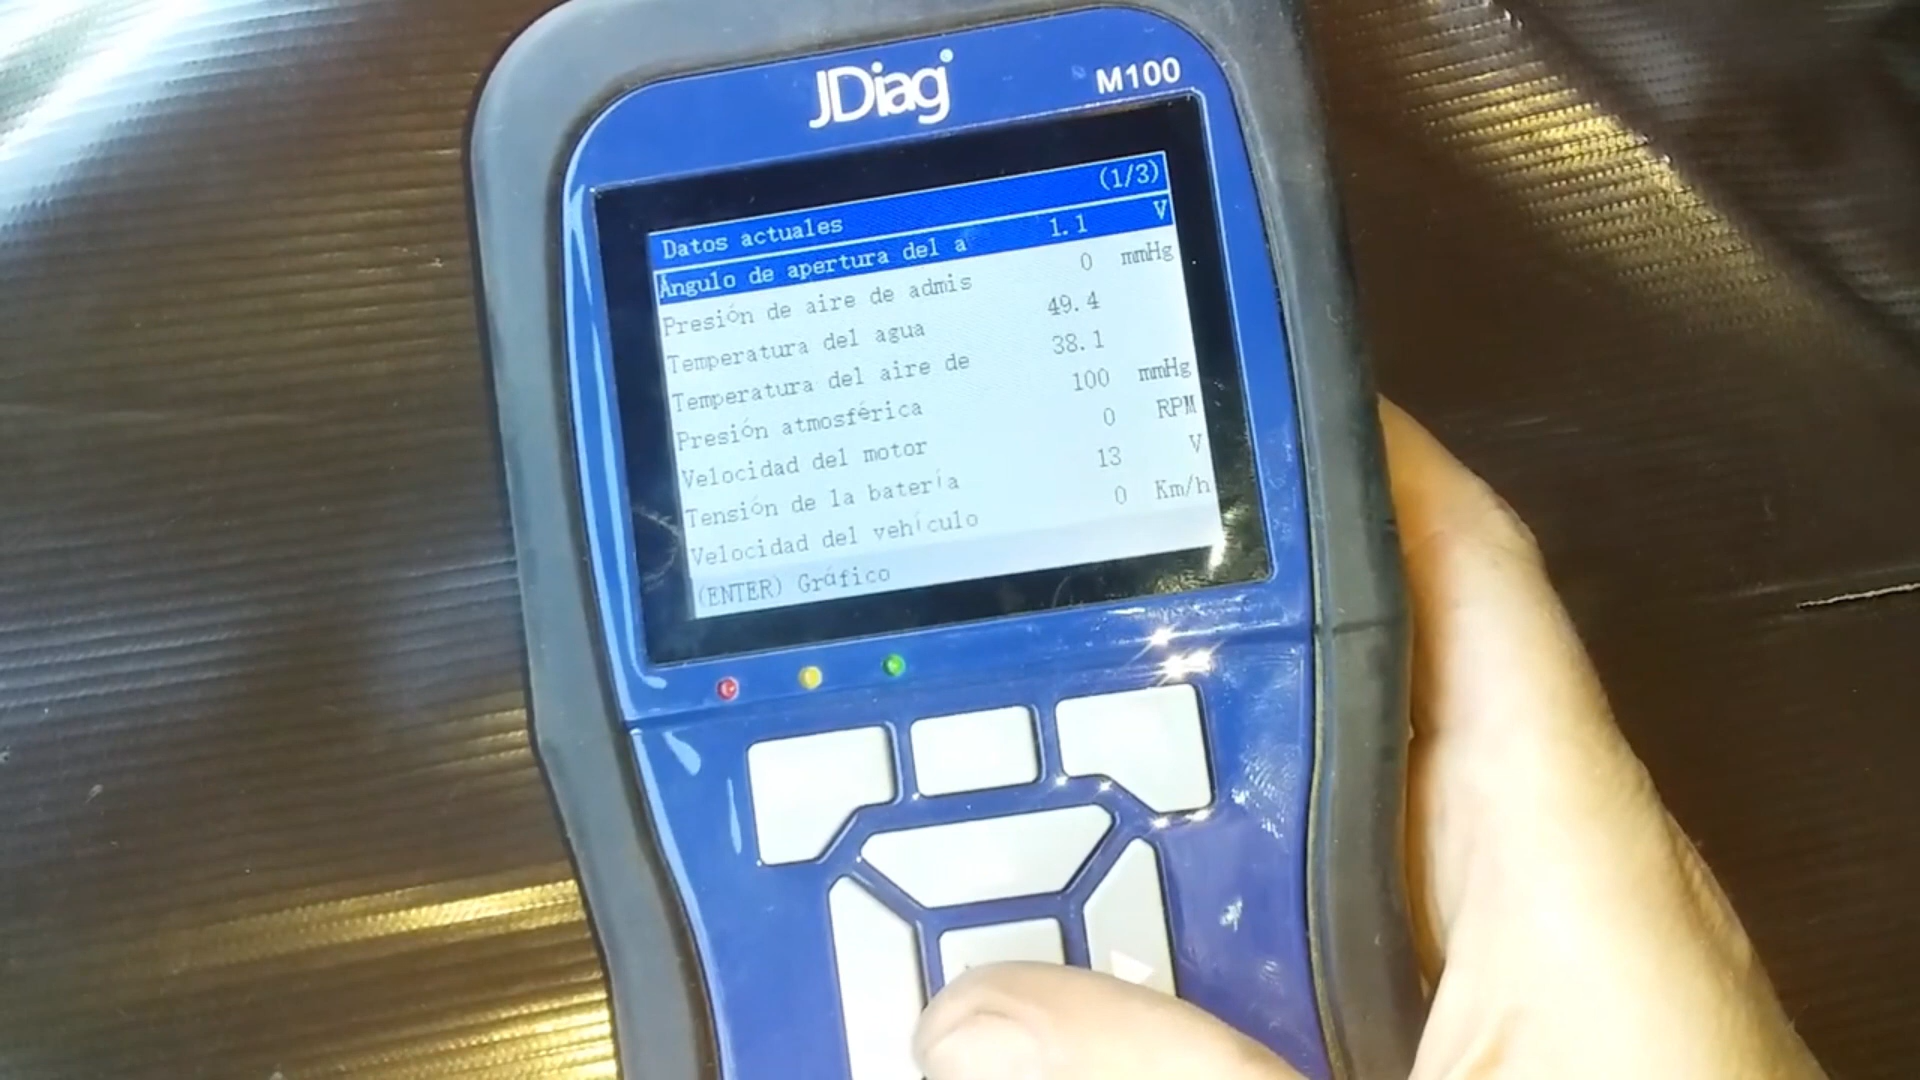 JDiag
M100
Datos actuales (1/3)
Ángulo de apertura del a 1.1 V
Presión de aire de admis 0 mmHg
Temperatura del agua 49.4
Temperatura del aire de 38.1
Presión atmosférica 100 mmHg
Velocidad del motor 0 RPM
Tensión de la batería 13 V
Velocidad del vehículo 0 Km/h
(ENTER) Gráfico